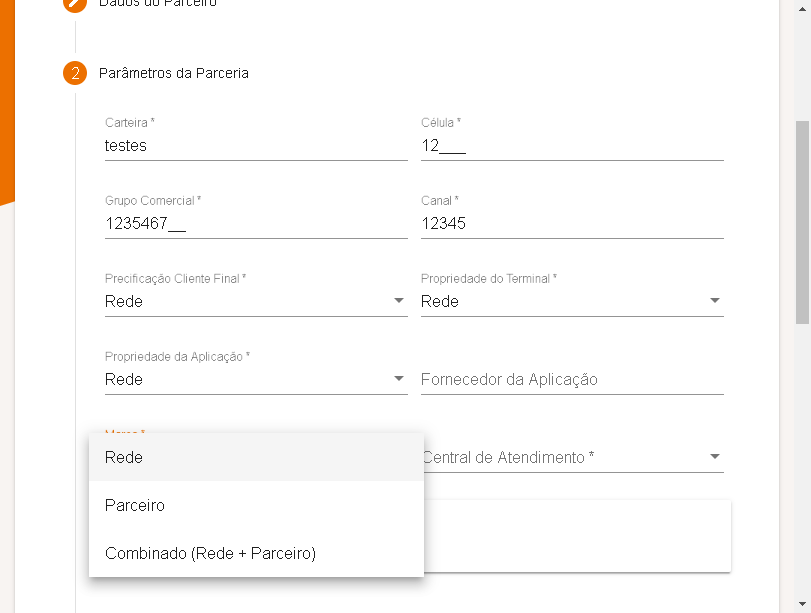 Dados do Parceiro
2 Parâmetros da Parceria
Carteira * Célula *
testes 12___
Grupo Comercial * Canal *
1235467__ 12345
Precificação Cliente Final * Propriedade do Terminal *
Rede Rede
Propriedade da Aplicação *
Rede Fornecedor da Aplicação
Marca *
Rede Central de Atendimento *
Parceiro
Combinado (Rede + Parceiro)